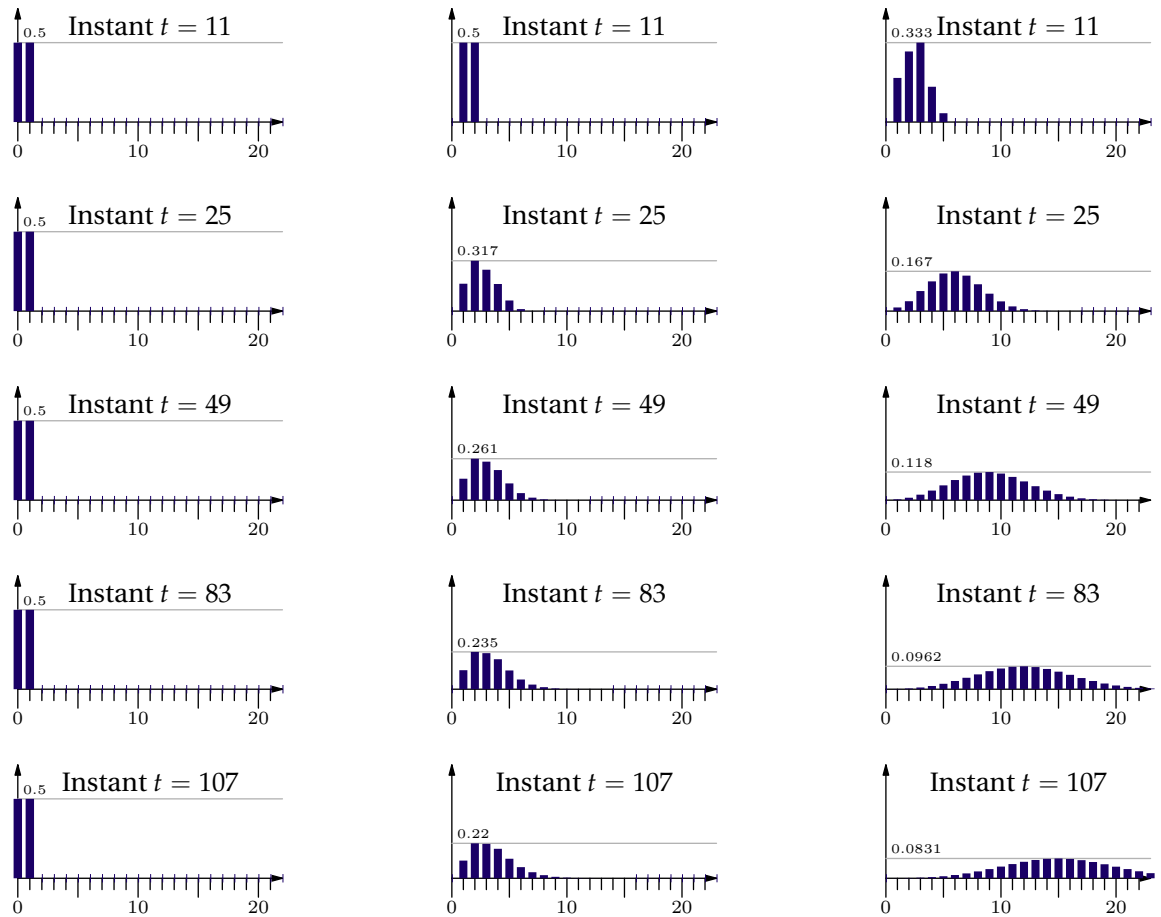 Instant t = 11 Instant t = 11 Instant t = 11
0.5 0.5 0.333
0 10 20 0 10 20 0 10 20
Instant t = 25 Instant t = 25 Instant t = 25
0.5 0.317 0.167
0 10 20 0 10 20 0 10 20
Instant t = 49 Instant t = 49 Instant t = 49
0.5 0.261 0.118
0 10 20 0 10 20 0 10 20
Instant t = 83 Instant t = 83 Instant t = 83
0.5 0.235 0.0962
0 10 20 0 10 20 0 10 20
Instant t = 107 Instant t = 107 Instant t = 107
0.5 0.22 0.0831
0 10 20 0 10 20 0 10 20